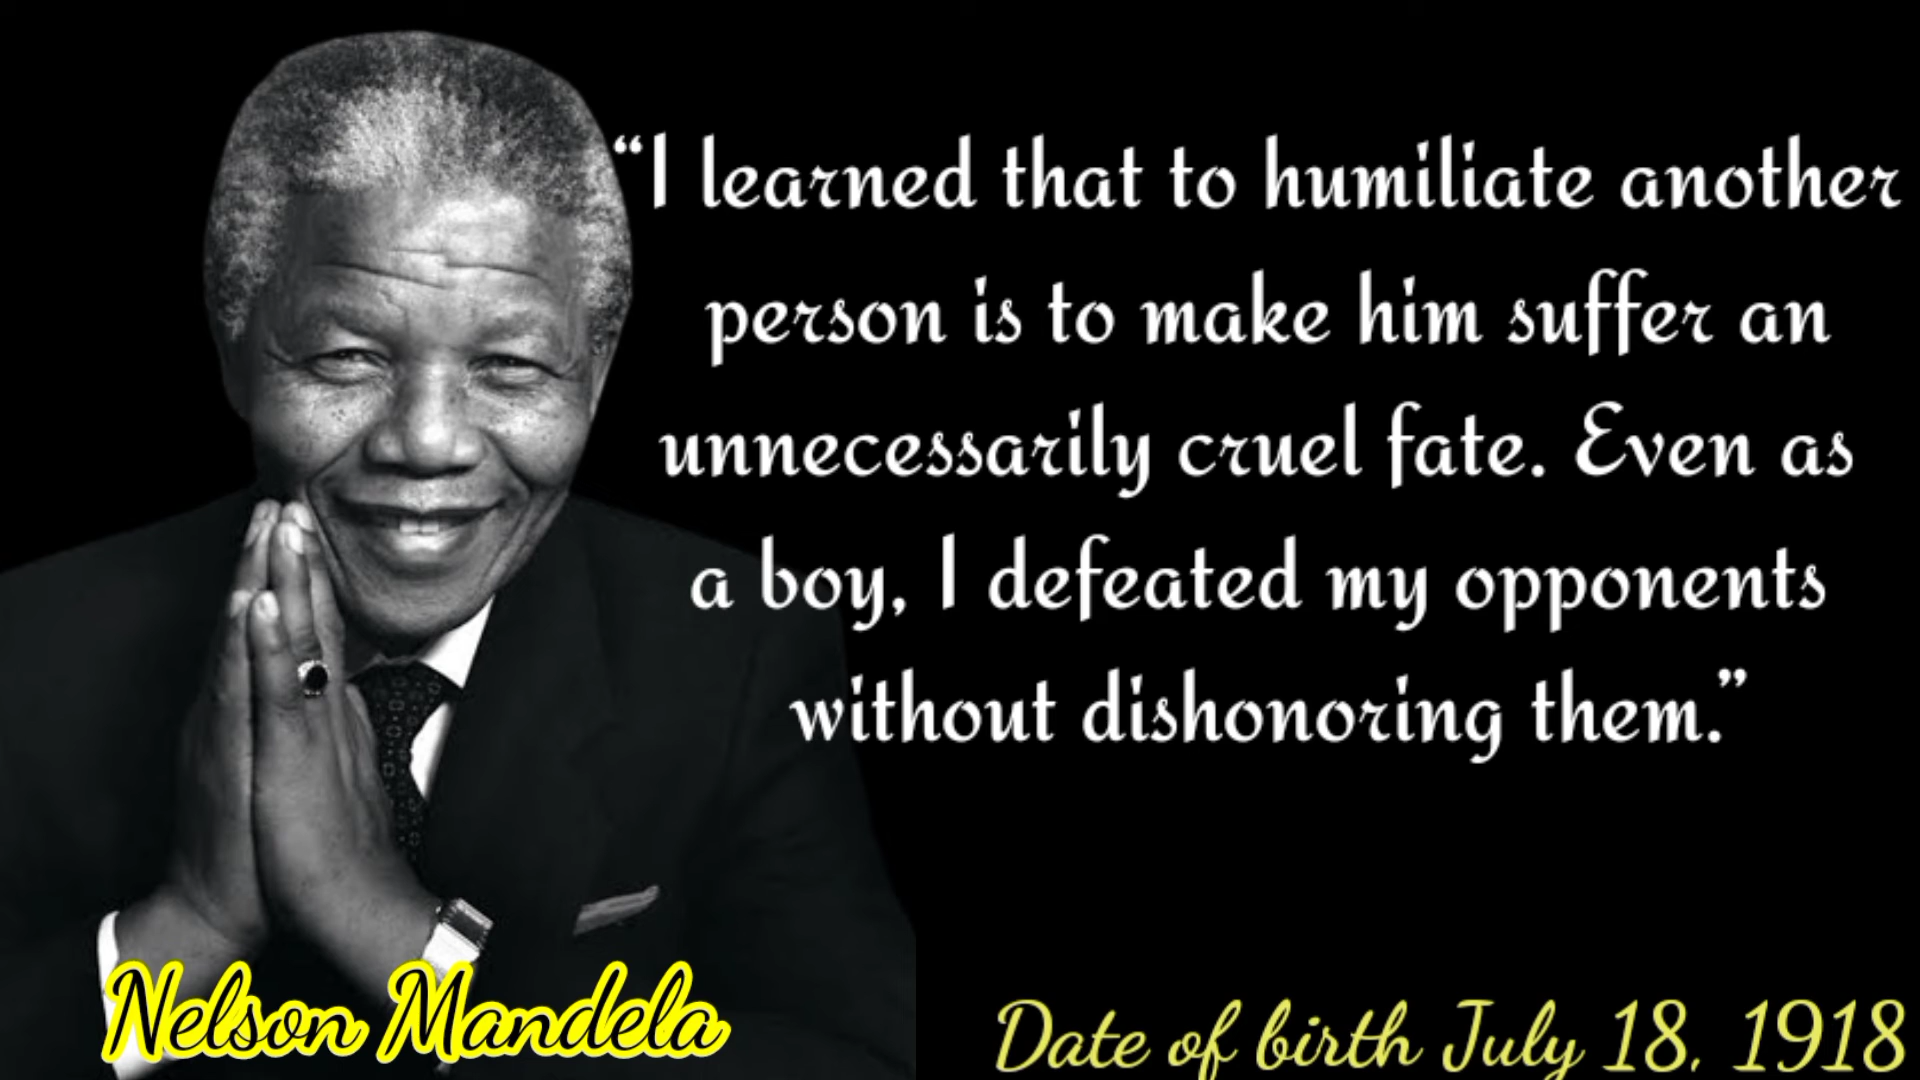 “I learned that to humiliate another
person is to make him suffer an
unnecessarily cruel fate. Even as
a boy, I defeated my opponents
without dishonoring them.”
Nelson Mandela
Date of birth July 18, 1918